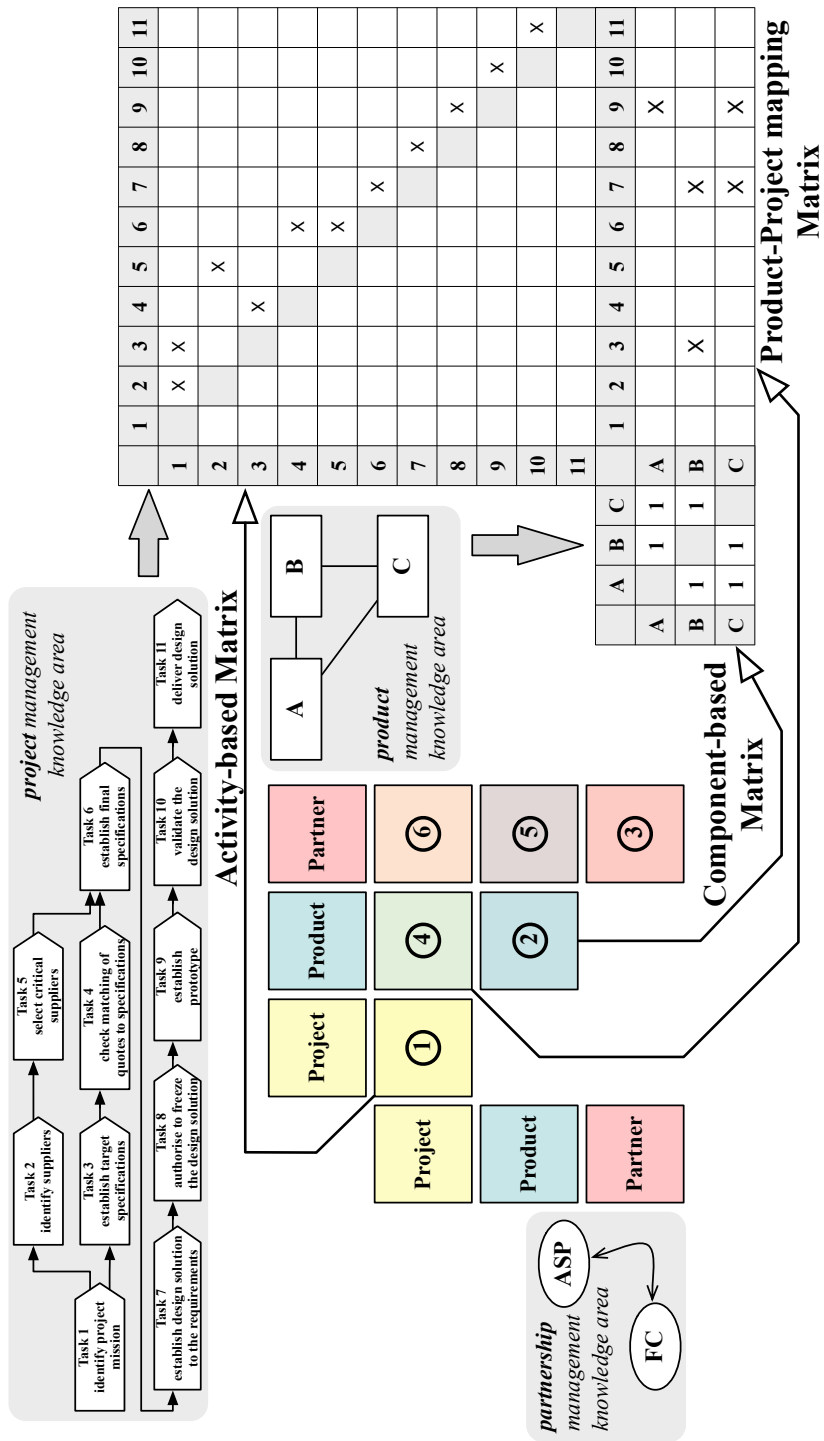 project management
knowledge area
Task 1
identify project
mission
Task 2
identify suppliers
Task 3
establish target
specifications
Task 5
select critical
suppliers
Task 4
check matching of
quotes to specifications
Task 6
establish final
specifications
Task 7
establish design solution
to the requirements
Task 8
authorise to freeze
the design solution
Task 9
establish
prototype
Task 10
validate the
design solution
Task 11
deliver design
solution
Activity-based Matrix
1 2 3 4 5 6 7 8 9 10 11
1 X X
2 X
3 X
4 X
5 X
6 X
7 X
8 X
9 X
10 X
11
product
management
knowledge area
A
B
C
Project Product Partner
Project 1 4 6
Product 2 5
Partner 3
partnership
management
knowledge area
FC
ASP
Component-based
Matrix
A B C
A 1 1
B 1 1
C 1 1
1 2 3 4 5 6 7 8 9 10 11
A X
B X X
C X X
Product-Project mapping
Matrix